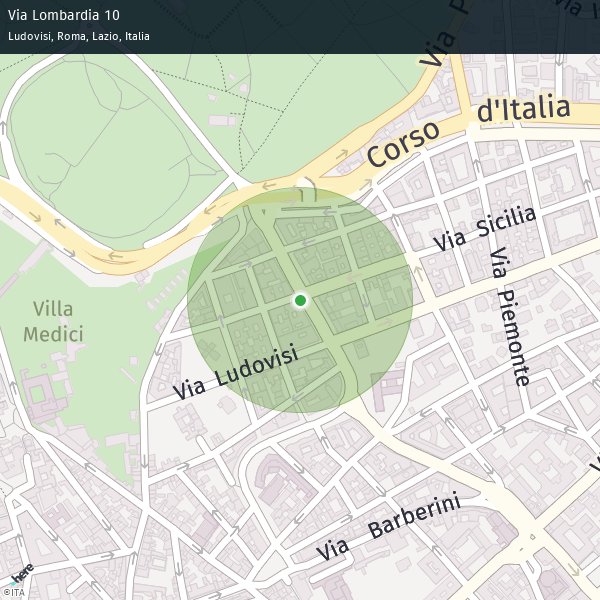 Via Lombardia 10
Ludovisi, Roma, Lazio, Italia
Via P
Via
Corso d'Italia
Via Sicilia
Via Piemonte
Villa
Medici
Via Ludovisi
V
Via Barberini
here
©ITA